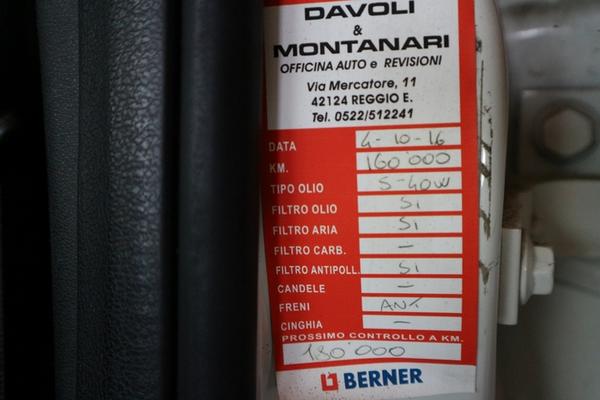 DAVOLI
&
MONTANARI
OFFICINA AUTO e REVISIONI
Via Mercatore, 11
42124 REGGIO E.
Tel. 0522/512241
DATA 4-10-16
KM. 160'000
TIPO OLIO 5-40W
FILTRO OLIO SI
FILTRO ARIA SI
FILTRO CARB. –
FILTRO ANTIPOLL. SI
CANDELE –
FRENI ANT.
CINGHIA –
PROSSIMO CONTROLLO A KM.
180'000
BERNER